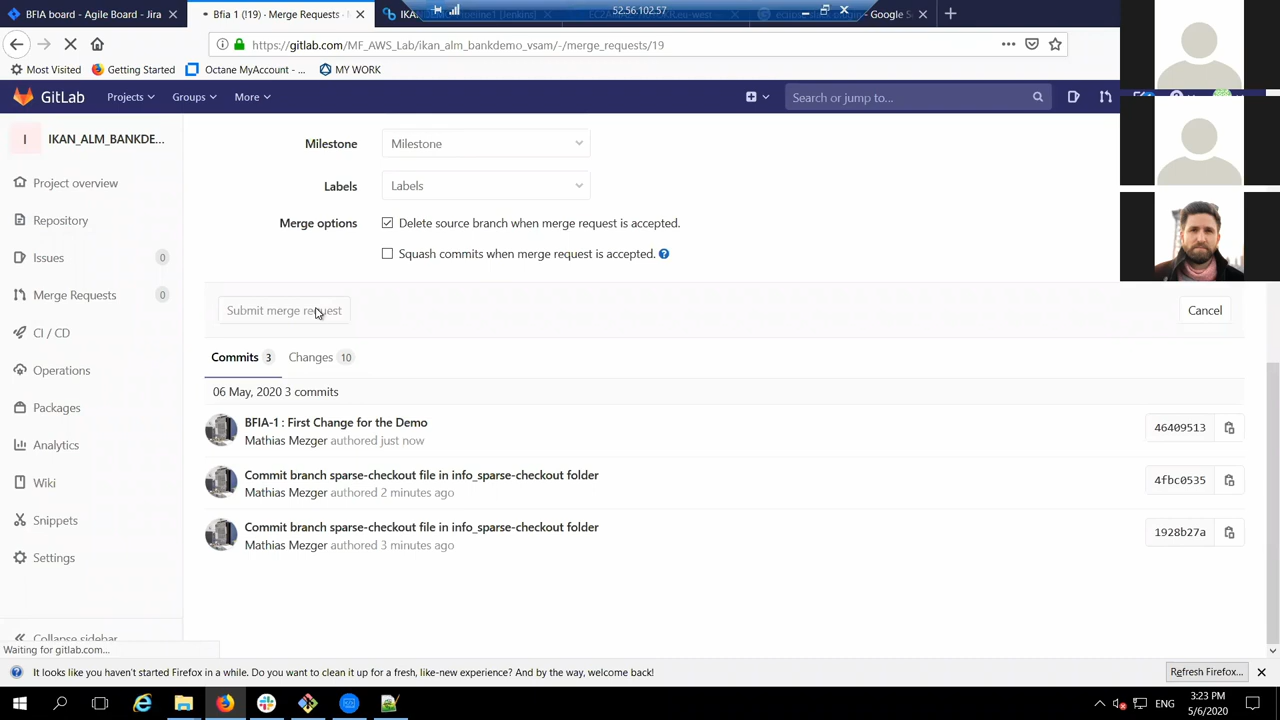 BFIA board - Agile Board - Jira
Bfia 1 (!19) · Merge Requests ·
52.56.102.57
Google S
https://gitlab.com/MF_AWS_Lab/ikan_alm_bankdemo_vsam/-/merge_requests/19
Most Visited
Getting Started
Octane MyAccount - ...
MY WORK
GitLab
Projects
Groups
More
Search or jump to...
I
IKAN_ALM_BANKDE...
Project overview
Repository
Issues
0
Merge Requests
0
CI / CD
Operations
Packages
Analytics
Wiki
Snippets
Settings
Collapse sidebar
Milestone
Milestone
Labels
Labels
Merge options
Delete source branch when merge request is accepted.
Squash commits when merge request is accepted.
Submit merge request
Cancel
Commits 3
Changes 10
06 May, 2020 3 commits
BFIA-1 : First Change for the Demo
46409513
Mathias Mezger authored just now
Commit branch sparse-checkout file in info_sparse-checkout folder
4fbc0535
Mathias Mezger authored 2 minutes ago
Commit branch sparse-checkout file in info_sparse-checkout folder
1928b27a
Mathias Mezger authored 3 minutes ago
Waiting for gitlab.com...
It looks like you haven't started Firefox in a while. Do you want to clean it up for a fresh, like-new experience? And by the way, welcome back!
Refresh Firefox...
ENG
3:23 PM
5/6/2020